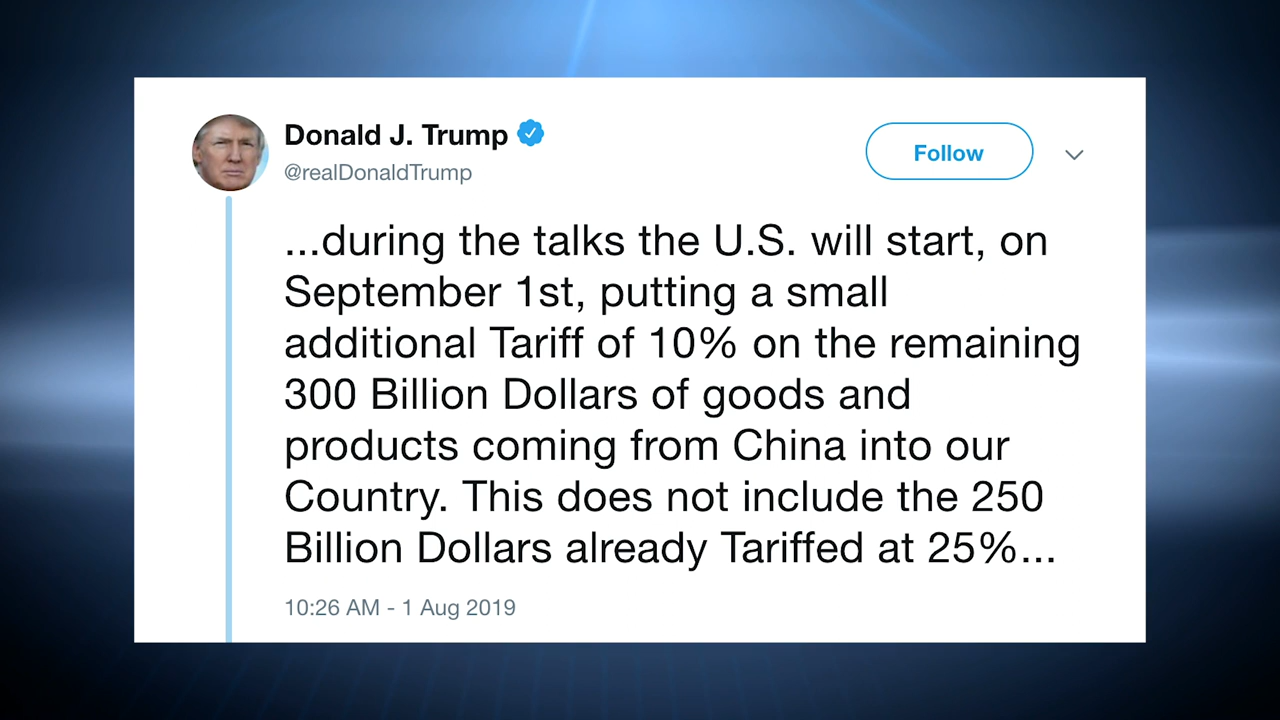 Donald J. Trump
@realDonaldTrump
Follow
...during the talks the U.S. will start, on
September 1st, putting a small
additional Tariff of 10% on the remaining
300 Billion Dollars of goods and
products coming from China into our
Country. This does not include the 250
Billion Dollars already Tariffed at 25%...
10:26 AM - 1 Aug 2019